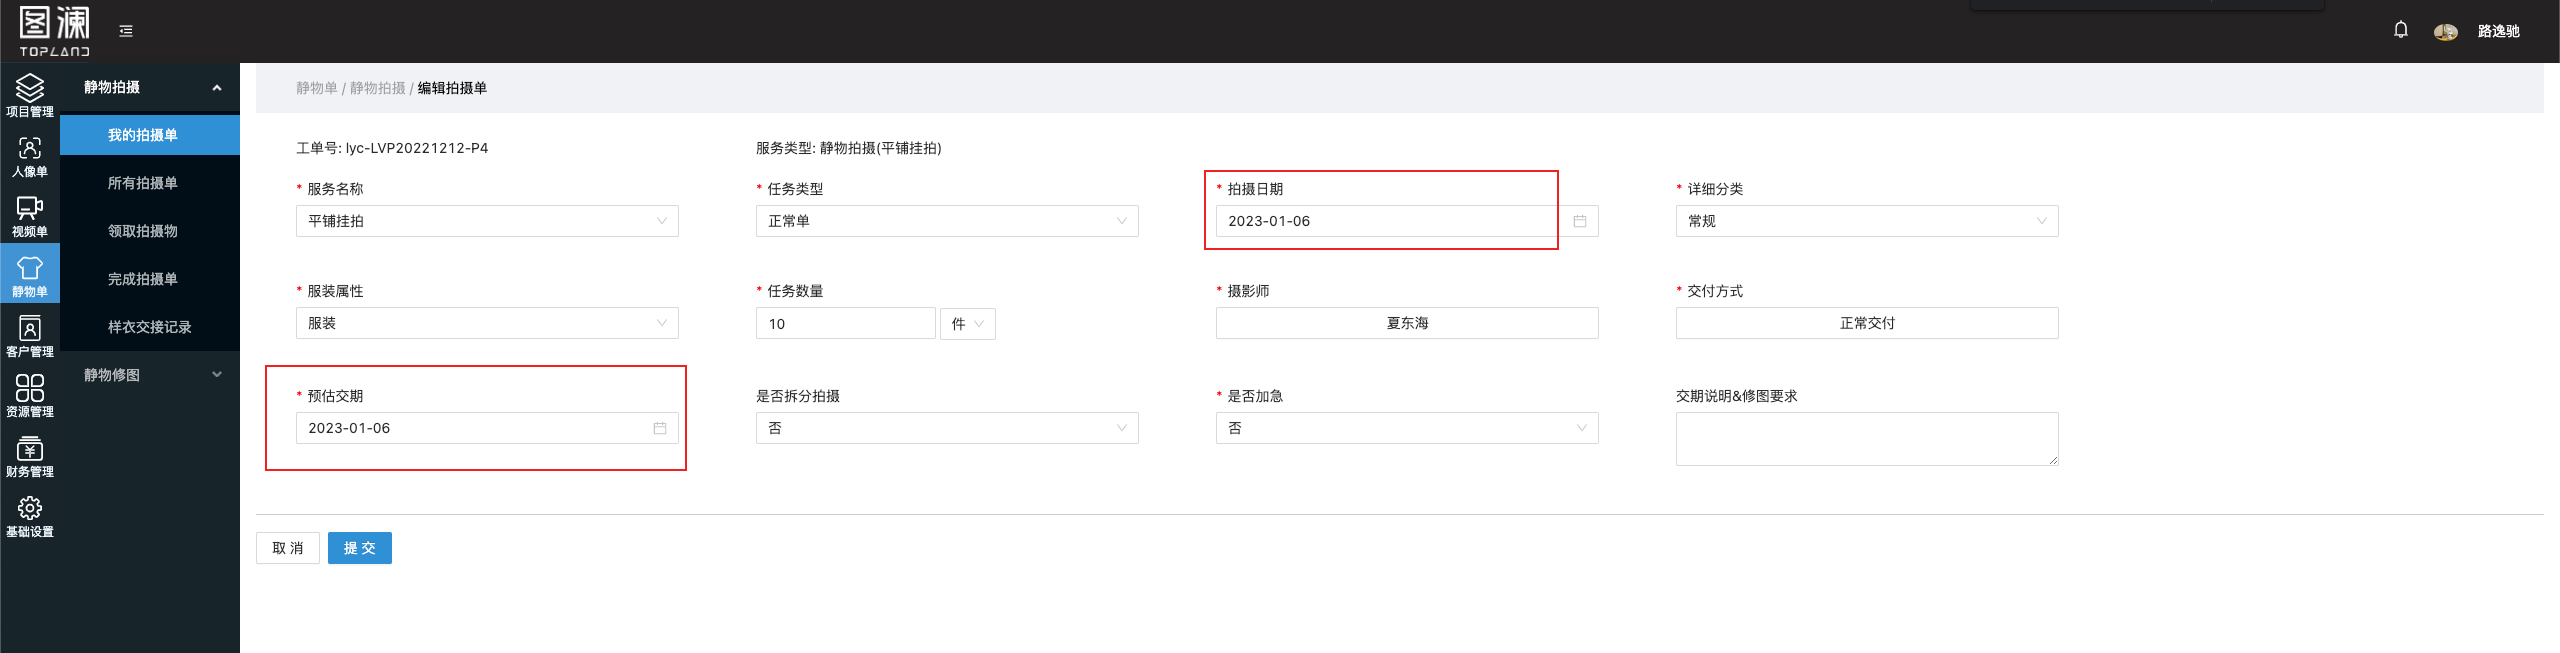 图澜
TOPLAND
路逸驰
项目管理
人像单
视频单
静物单
客户管理
资源管理
财务管理
基础设置
静物拍摄
我的拍摄单
所有拍摄单
领取拍摄物
完成拍摄单
样衣交接记录
静物修图
静物单 / 静物拍摄 / 编辑拍摄单
工单号: lyc-LVP20221212-P4
服务类型: 静物拍摄(平铺挂拍)
* 服务名称
平铺挂拍
* 任务类型
正常单
* 拍摄日期
2023-01-06
* 详细分类
常规
* 服装属性
服装
* 任务数量
10 件
* 摄影师
夏东海
* 交付方式
正常交付
* 预估交期
2023-01-06
是否拆分拍摄
否
* 是否加急
否
交期说明&修图要求
取 消
提 交